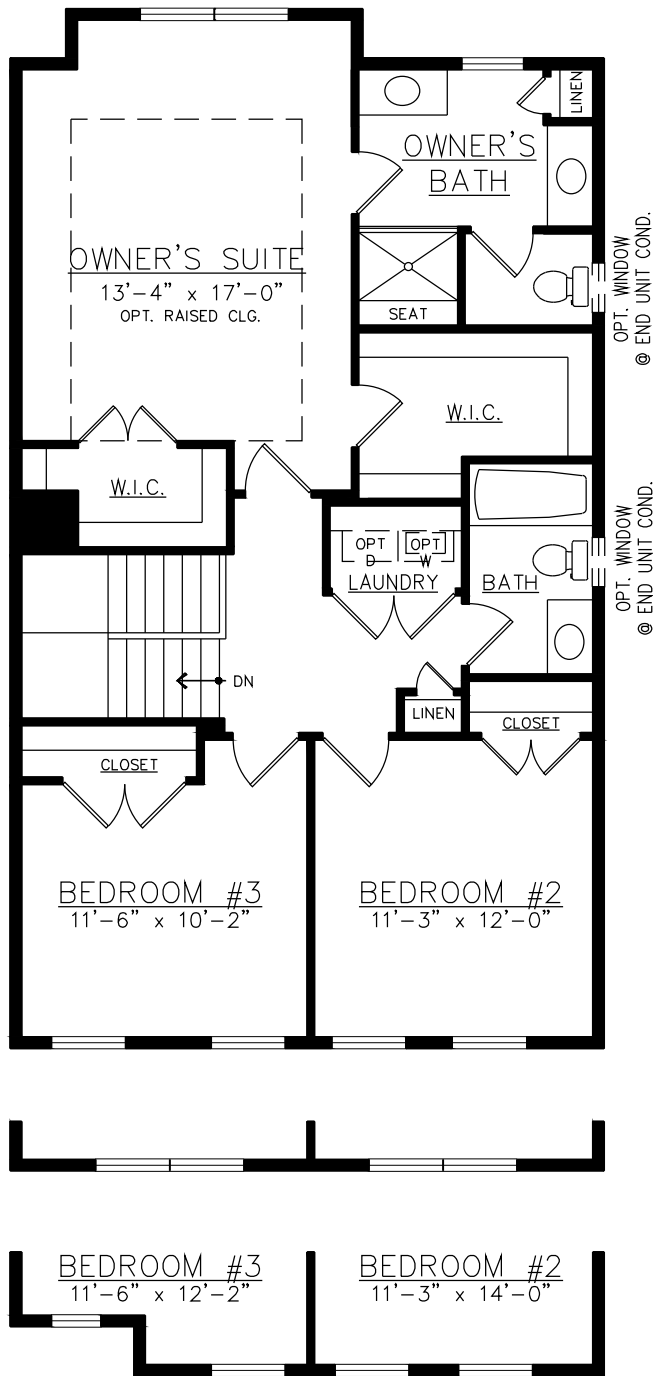 LINEN
OWNER'S
BATH
OWNER'S SUITE
13'-4" x 17'-0"
OPT. RAISED CLG.
SEAT
OPT. WINDOW
@ END UNIT COND.
W.I.C.
W.I.C.
OPT
D
OPT
W
LAUNDRY
BATH
OPT. WINDOW
@ END UNIT COND.
DN
LINEN
CLOSET
CLOSET
BEDROOM #3
11'-6" x 10'-2"
BEDROOM #2
11'-3" x 12'-0"
BEDROOM #3
11'-6" x 12'-2"
BEDROOM #2
11'-3" x 14'-0"